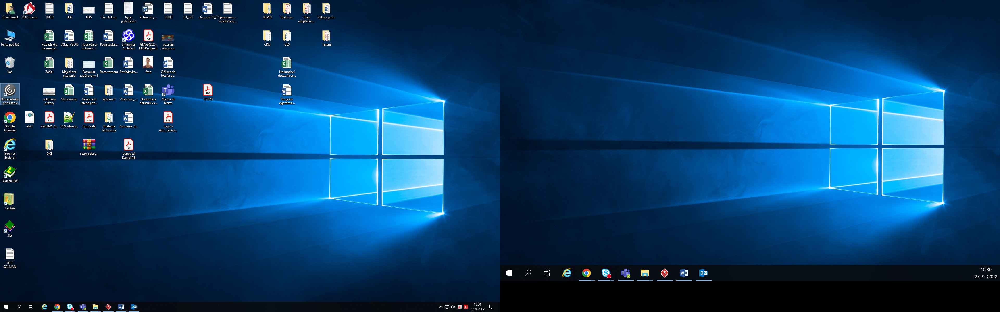 Siska Daniel
PDFCreator
TODO
eFA
DKS
Jira clickup
hypo
potvrdenie
Zalozenie_...
To DO
TO_DO
efa meet 10_5
Sprocesova...
vzdelávacej...
BPMN
Dialnicna
Plán
adaptacne...
Výkazy práce
Tento počítač
Poziadavky
na zmeny...
Výkaz_VZOR
Hodnotiaci
dotaznik ...
Poziadavka...
Enterprise
Architect
PrFA-20202...
MFSR-signed
pozadie
simpsons
CRU
CES
Testeri
Kôš
Zošit1
Majetkové
priznanie
Formular
zaočkovany 3
Dom zoznam
Poziadavka...
foto
Očkovacia
loteria p...
Hodnotiaci
dotaznik ex...
Datacentrum
-prihlasenie
selenium
prikazy
Stravovanie
Očkovacia
loteria poz...
Vyberove
Zalozenie_...
Hodnotiaci
dotaznik ex...
Microsoft
Teams
131373
Program
výjazdove...
Google
Chrome
eFA1
ZMLUVA_6...
CES_Absen...
Donovaly
Stratégia
testovania
Zalozenie_d...
Vypis z
účtu_6mesi...
Internet
Explorer
DKS
testy_selen...
Vypoved
Daniel PB
Lexicon2002
LexWin
Slex
TEST
SOLMAN
10:30
27. 9. 2022
10:30
27. 9. 2022